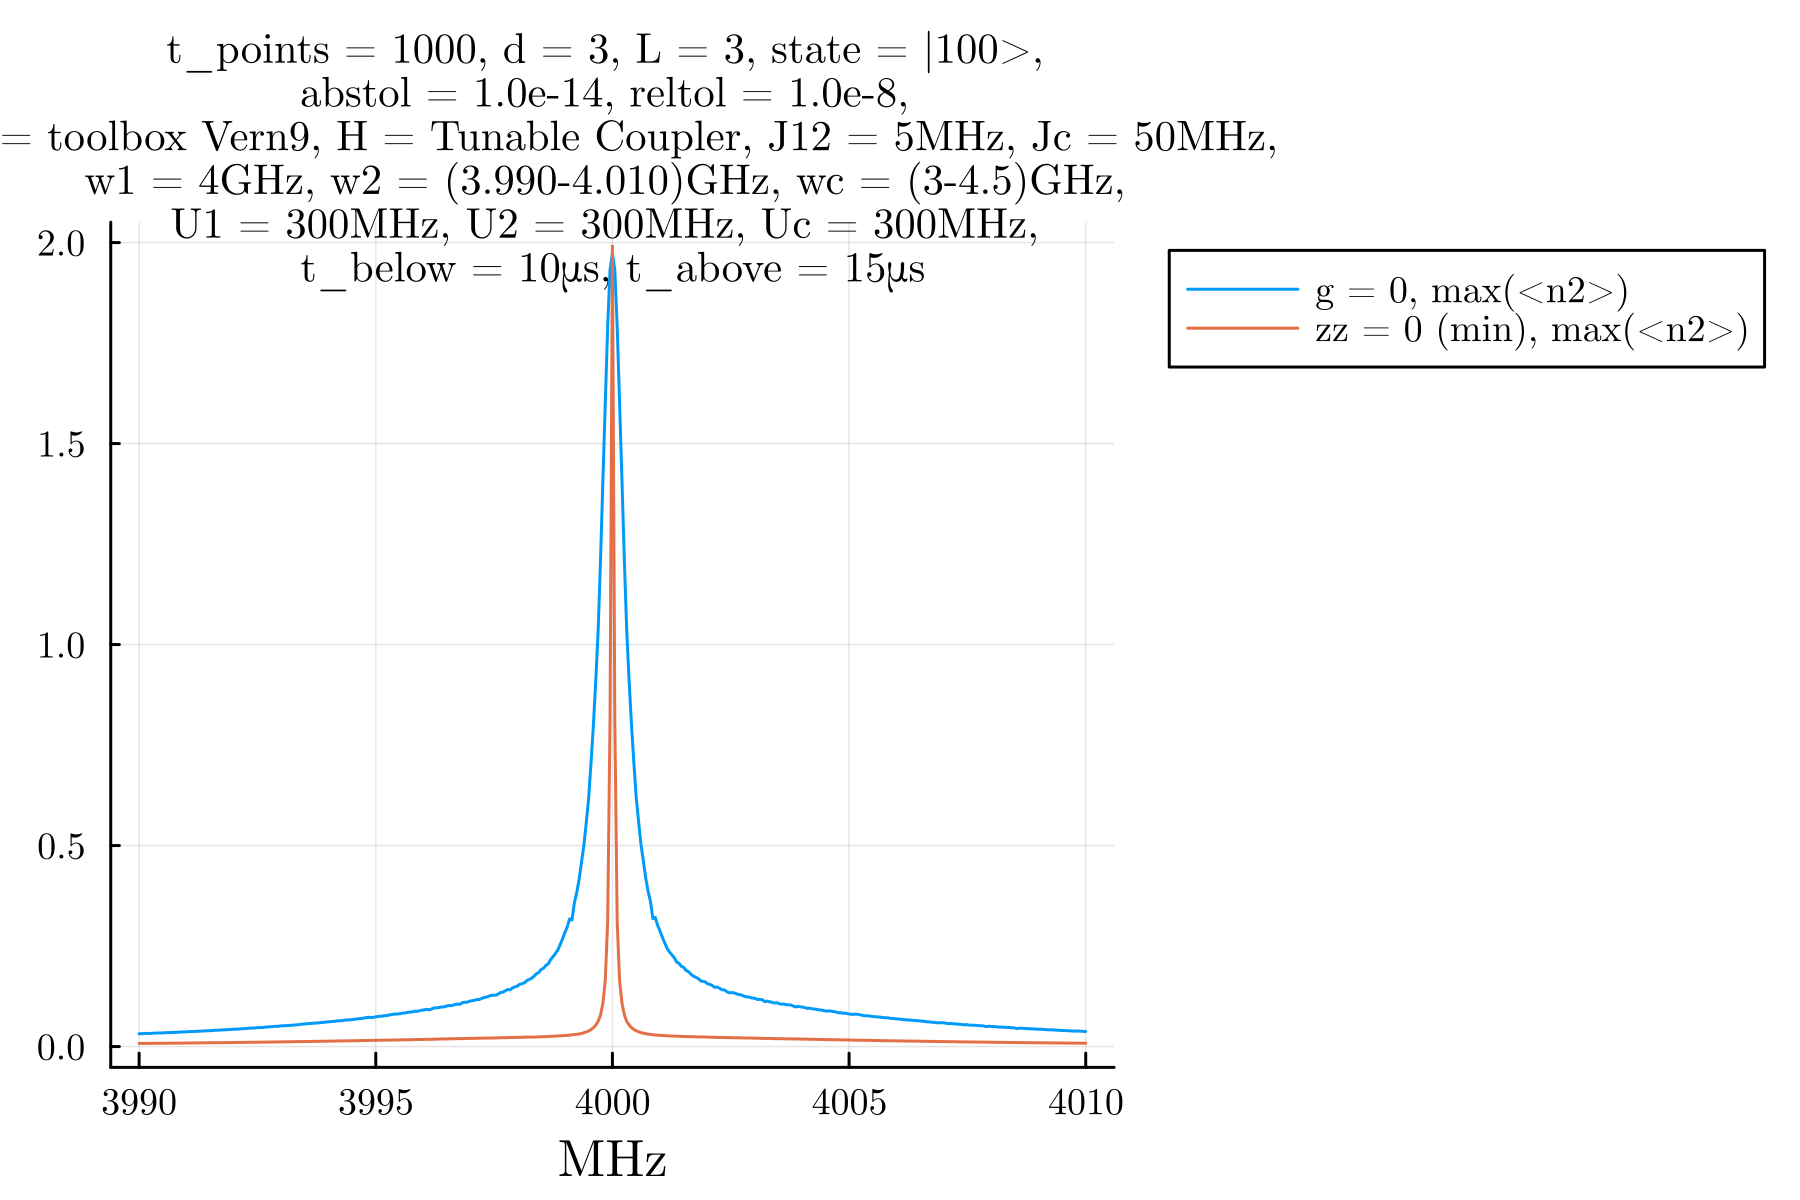 t_points = 1000, d = 3, L = 3, state = |100>,
abstol = 1.0e-14, reltol = 1.0e-8,
= toolbox Vern9, H = Tunable Coupler, J12 = 5MHz, Jc = 50MHz,
w1 = 4GHz, w2 = (3.990-4.010)GHz, wc = (3-4.5)GHz,
U1 = 300MHz, U2 = 300MHz, Uc = 300MHz,
t_below = 10μs, t_above = 15μs
g = 0, max(<n2>)
zz = 0 (min), max(<n2>)
2.0
1.5
1.0
0.5
0.0
3990 3995 4000 4005 4010
MHz